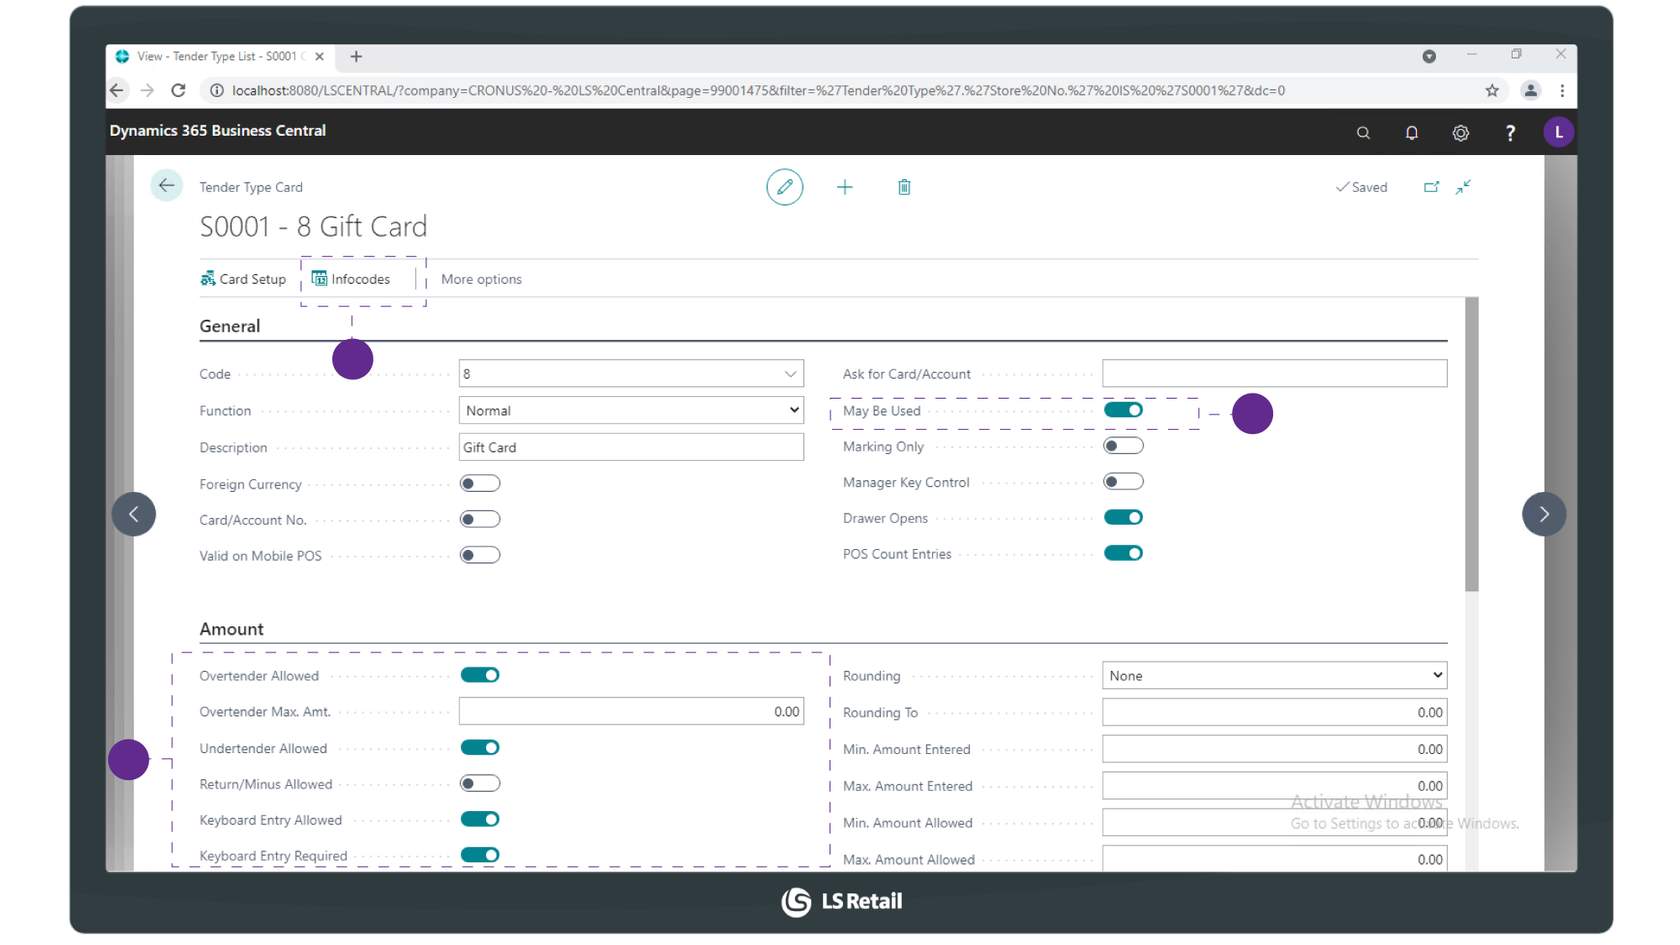 View - Tender Type List - S0001
localhost:8080/LSCENTRAL/?company=CRONUS%20-%20LS%20Central&page=99001475&filter=%27Tender%20Type%27.%27Store%20No.%27%20IS%20%27S0001%27&dc=0
Dynamics 365 Business Central
? L
Tender Type Card
Saved
S0001 - 8 Gift Card
Card Setup Infocodes More options
General
Code 8 Ask for Card/Account
Function Normal May Be Used
Description Gift Card Marking Only
Foreign Currency Manager Key Control
Card/Account No. Drawer Opens
Valid on Mobile POS POS Count Entries
Amount
Overtender Allowed Rounding None
Overtender Max. Amt. 0.00 Rounding To 0.00
Undertender Allowed Min. Amount Entered 0.00
Return/Minus Allowed Max. Amount Entered 0.00
Activate Windows
Keyboard Entry Allowed Min. Amount Allowed 0.00
Go to Settings to activate Windows.
Keyboard Entry Required Max. Amount Allowed 0.00
LS Retail